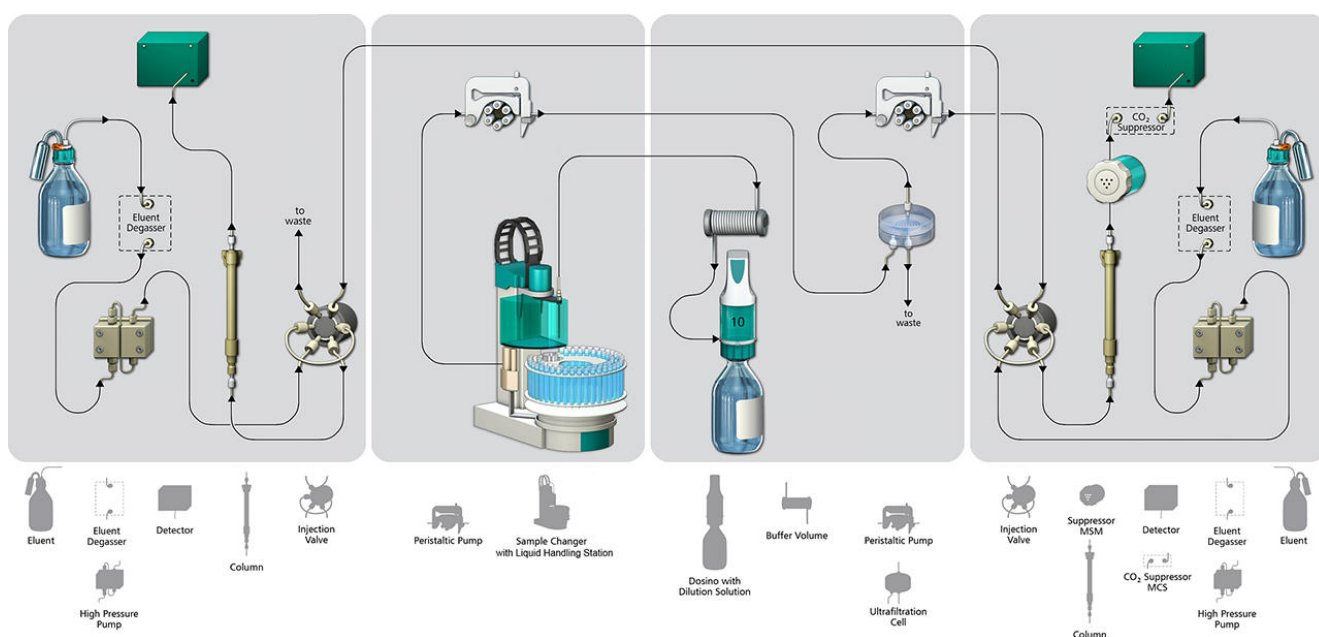 to
waste
Eluent
Degasser
10
to
waste
CO₂
Suppressor
Eluent
Degasser
Eluent
Eluent
Degasser
Detector
Column
Injection
Valve
High Pressure
Pump
Peristaltic Pump
Sample Changer
with Liquid Handling Station
Dosino with
Dilution Solution
Buffer Volume
Peristaltic Pump
Ultrafiltration
Cell
Injection
Valve
Suppressor
MSM
Detector
Eluent
Degasser
Eluent
Column
CO₂ Suppressor
MCS
High Pressure
Pump